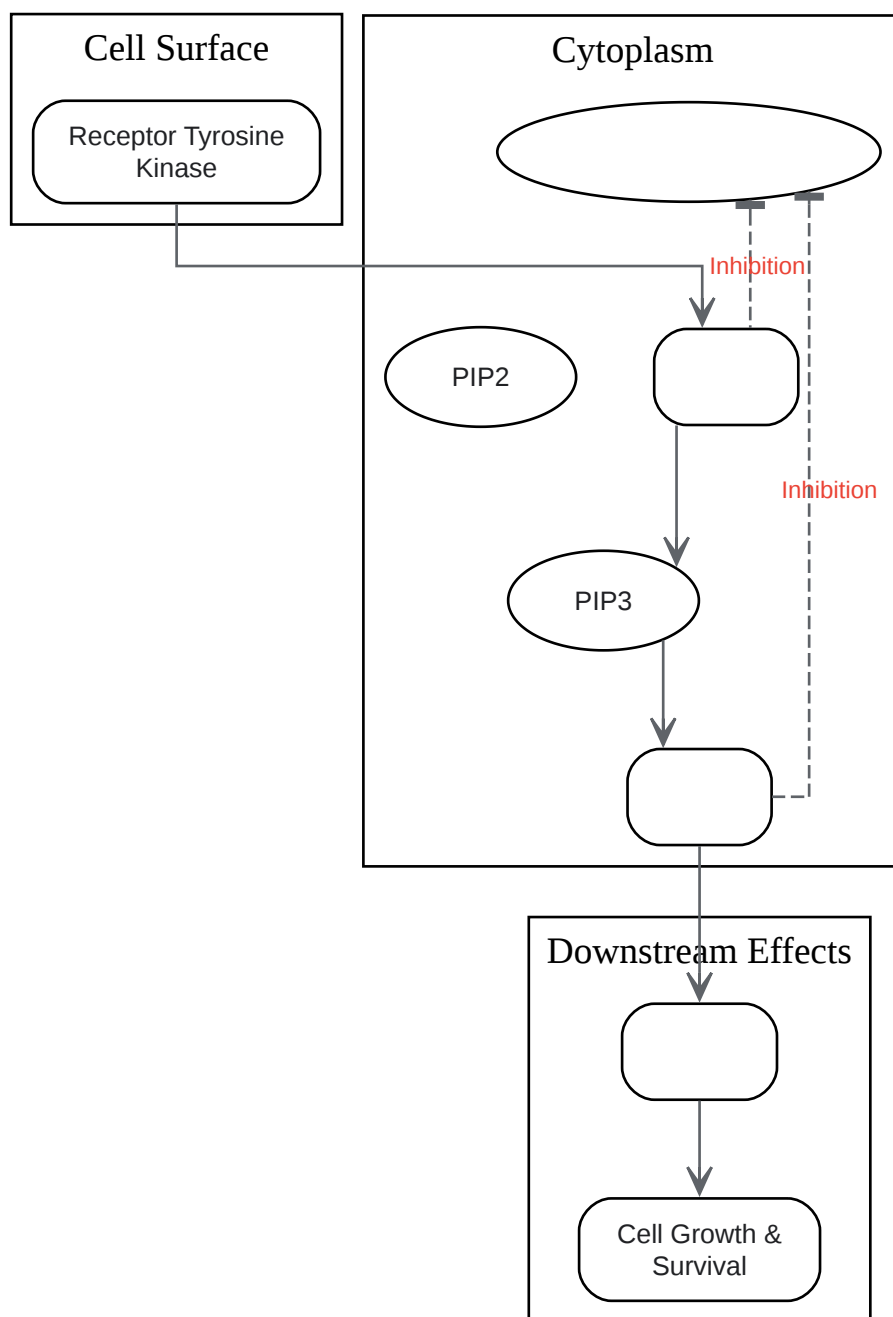 Cell Surface
Receptor Tyrosine
Kinase
Cytoplasm
Inhibition
PIP2
Inhibition
PIP3
Downstream Effects
Cell Growth &
Survival